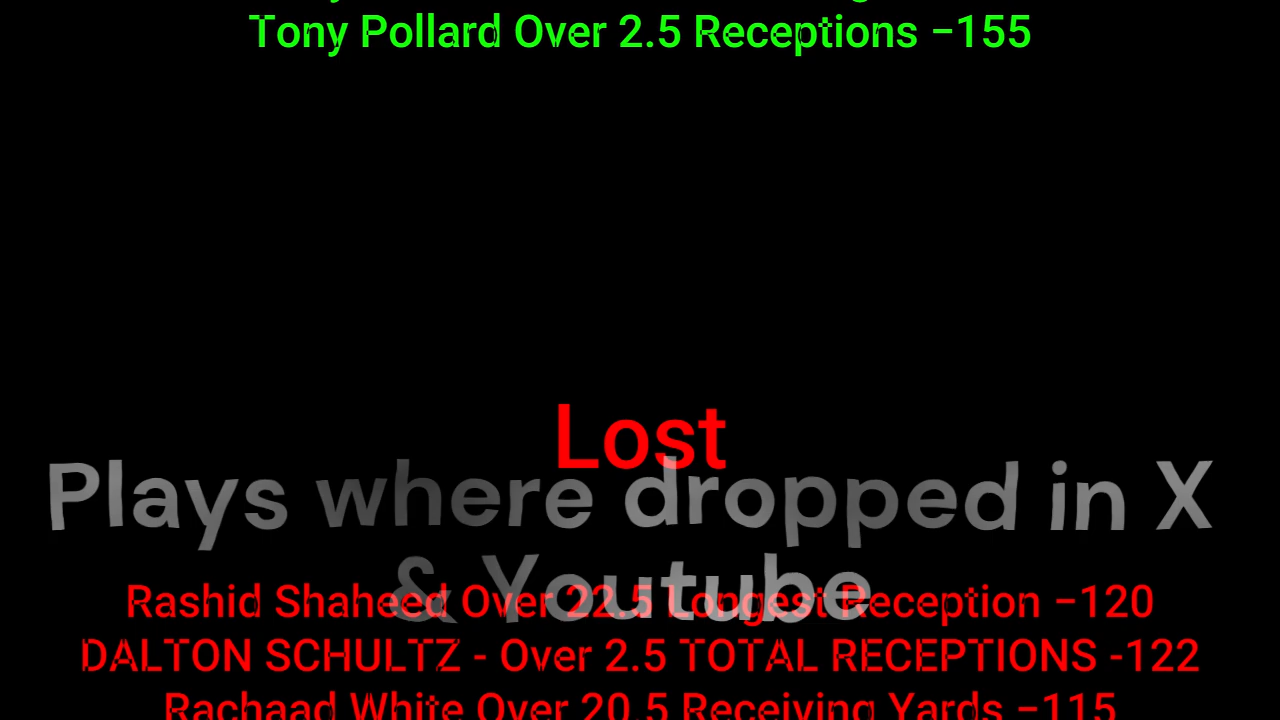 Tony Pollard Over 2.5 Receptions −155
Lost
Plays where dropped in X
& Youtube
Rashid Shaheed Over 22.5 Longest Reception −120
DALTON SCHULTZ - Over 2.5 TOTAL RECEPTIONS -122
Rachaad White Over 20.5 Receiving Yards −115